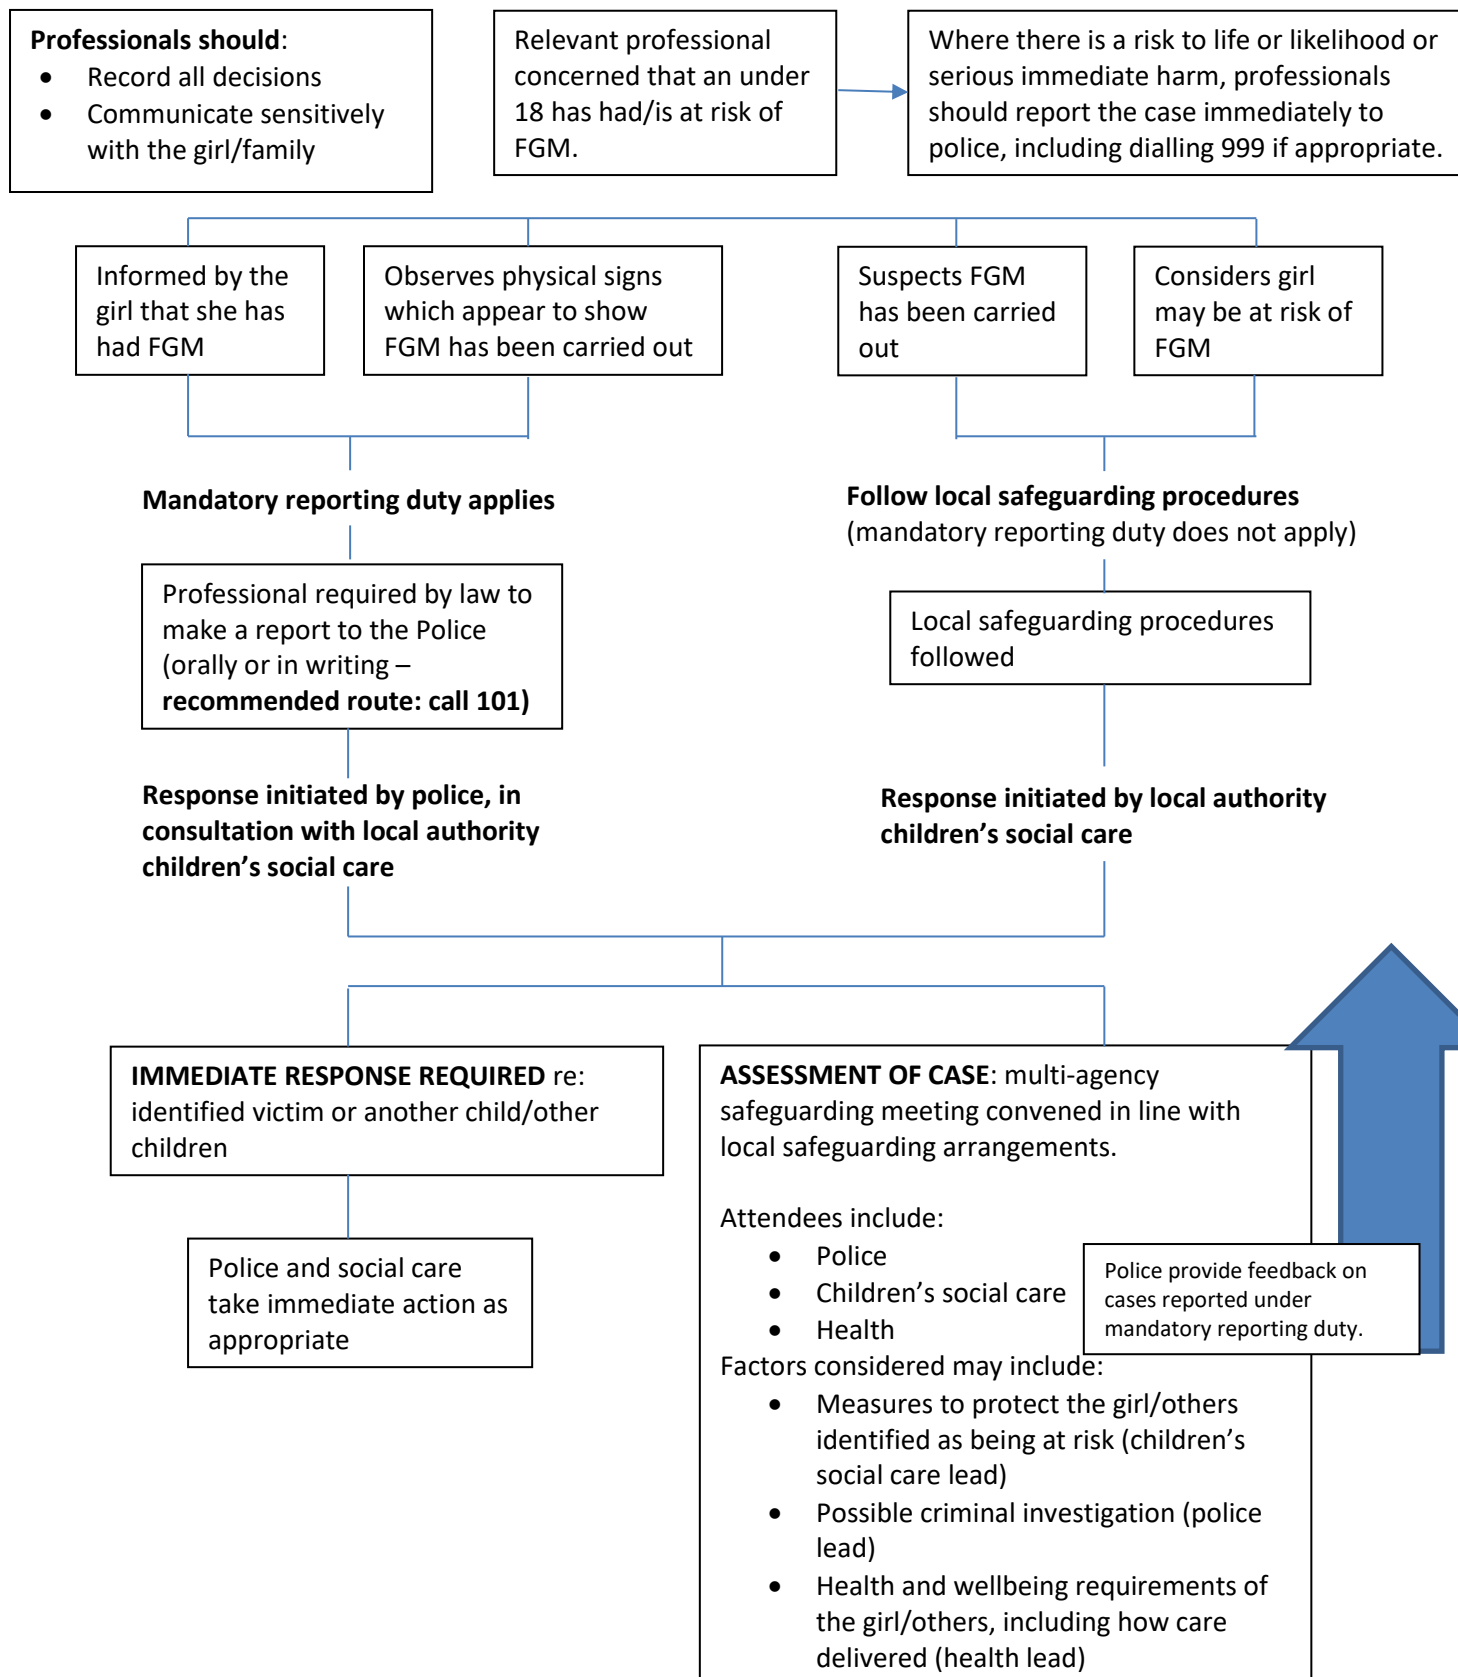 Professionals should:
• Record all decisions
• Communicate sensitively
with the girl/family
Relevant professional
concerned that an under
18 has had/is at risk of
FGM.
Where there is a risk to life or likelihood or
serious immediate harm, professionals
should report the case immediately to
police, including dialling 999 if appropriate.
Informed by the
girl that she has
had FGM
Observes physical signs
which appear to show
FGM has been carried out
Suspects FGM
has been carried
out
Considers girl
may be at risk of
FGM
Mandatory reporting duty applies
Follow local safeguarding procedures
(mandatory reporting duty does not apply)
Professional required by law to
make a report to the Police
(orally or in writing –
recommended route: call 101)
Local safeguarding procedures
followed
Response initiated by police, in
consultation with local authority
children’s social care
Response initiated by local authority
children’s social care
IMMEDIATE RESPONSE REQUIRED re:
identified victim or another child/other
children
Police and social care
take immediate action as
appropriate
ASSESSMENT OF CASE: multi-agency
safeguarding meeting convened in line with
local safeguarding arrangements.
Attendees include:
• Police
• Children’s social care
• Health
Factors considered may include:
• Measures to protect the girl/others
identified as being at risk (children’s
social care lead)
• Possible criminal investigation (police
lead)
• Health and wellbeing requirements of
the girl/others, including how care
delivered (health lead)
Police provide feedback on
cases reported under
mandatory reporting duty.